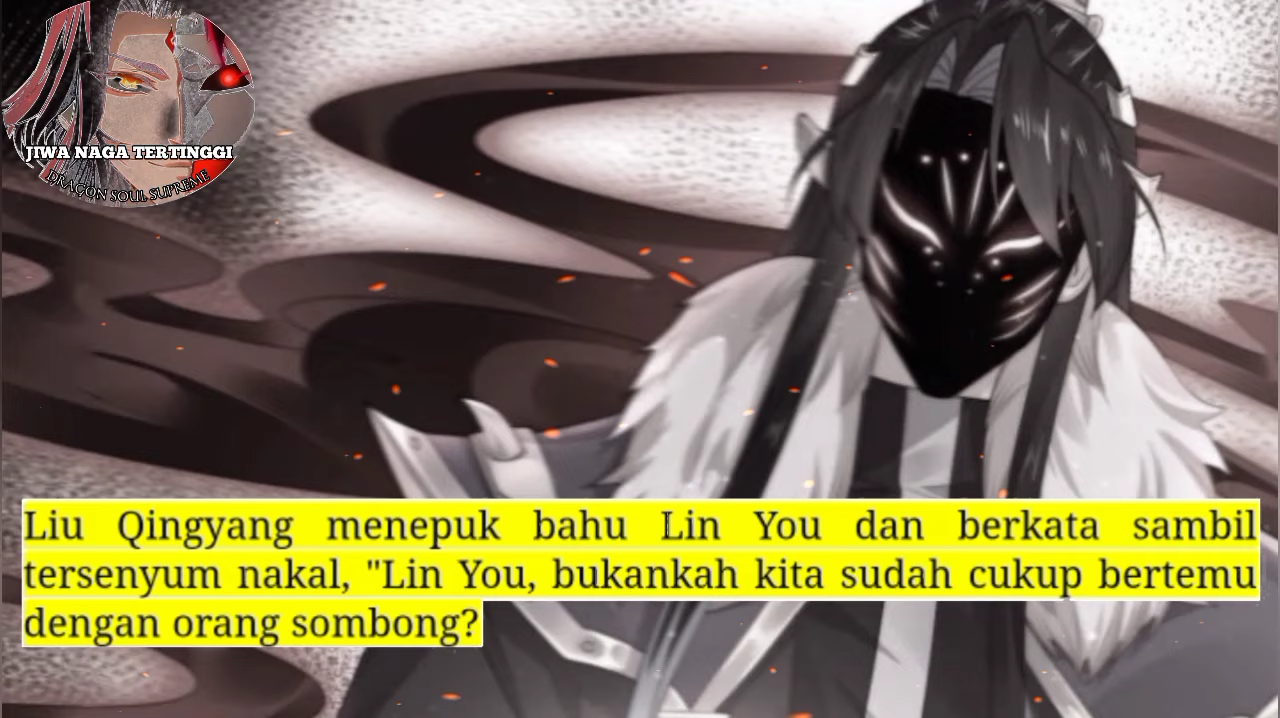 JIWA NAGA TERTINGGI
DRAGON SOUL SUPREME
Liu Qingyang menepuk bahu Lin You dan berkata sambil
tersenyum nakal, "Lin You, bukankah kita sudah cukup bertemu
dengan orang sombong?